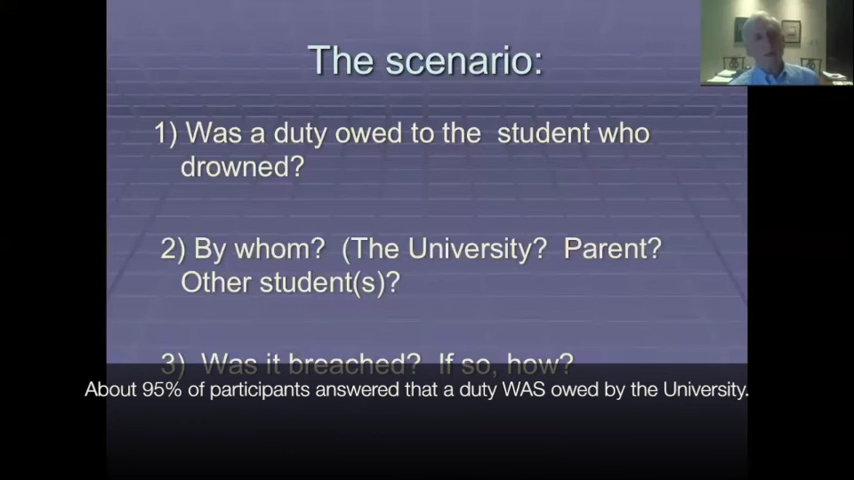 The scenario:
1) Was a duty owed to the student who
drowned?
2) By whom? (The University? Parent?
Other student(s)?
3) Was it breached? If so, how?
About 95% of participants answered that a duty WAS owed by the University.